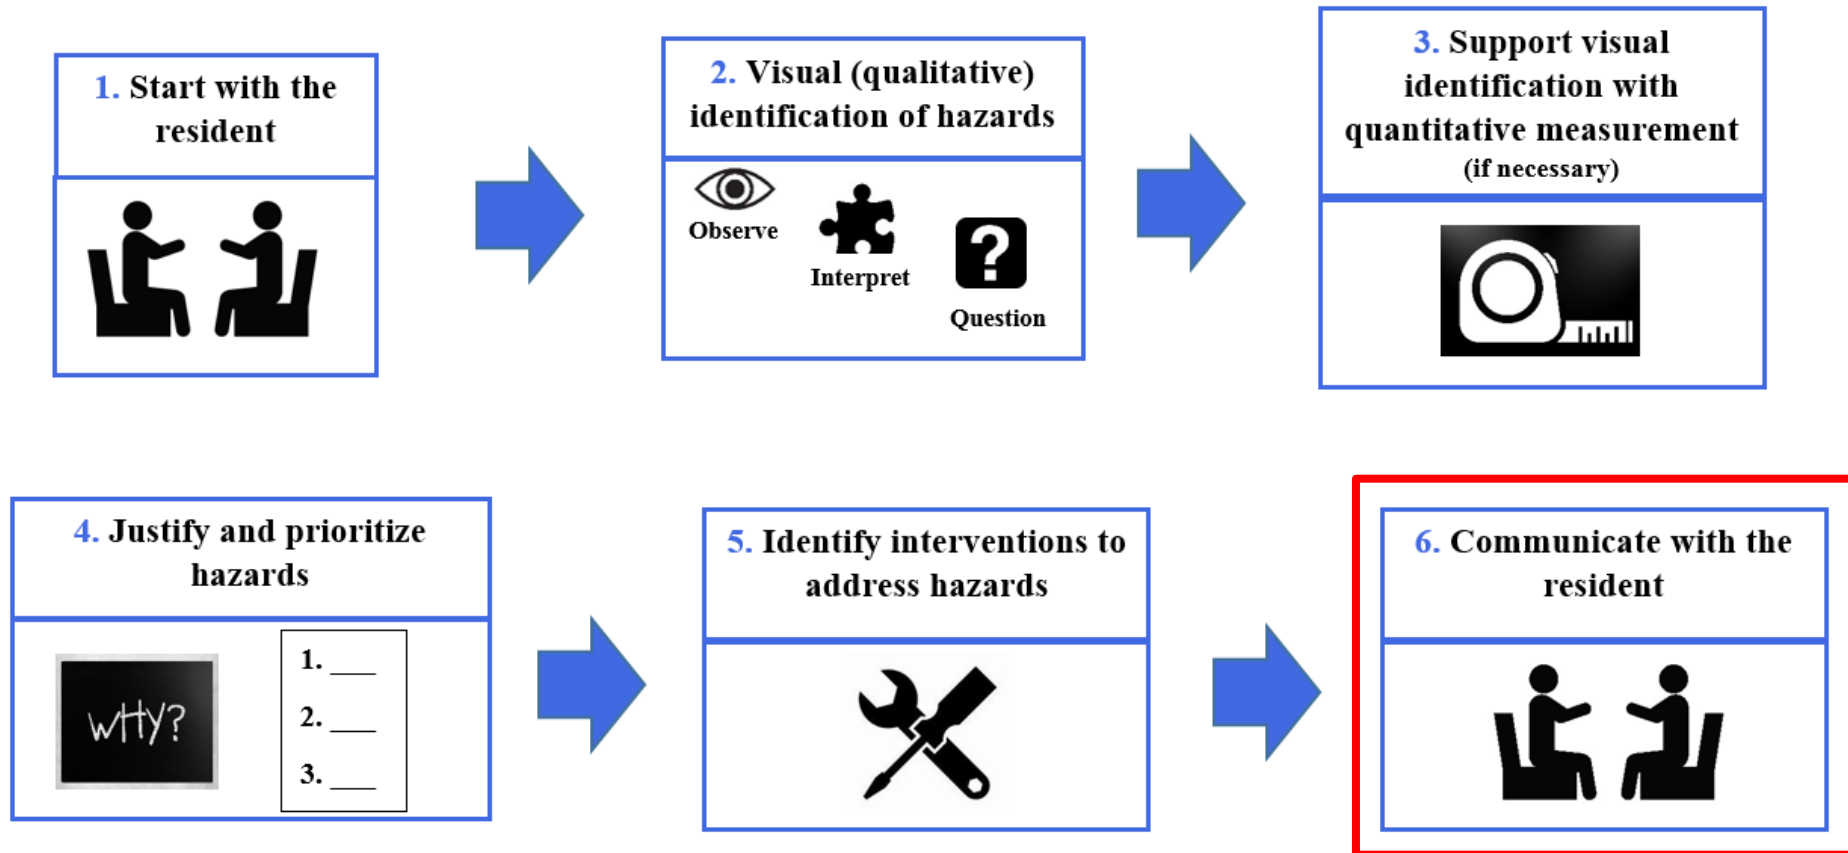 1. Start with the
resident
2. Visual (qualitative)
identification of hazards
Observe
Interpret
Question
3. Support visual
identification with
quantitative measurement
(if necessary)
4. Justify and prioritize
hazards
WHY?
1. ___
2. ___
3. ___
5. Identify interventions to
address hazards
6. Communicate with the
resident